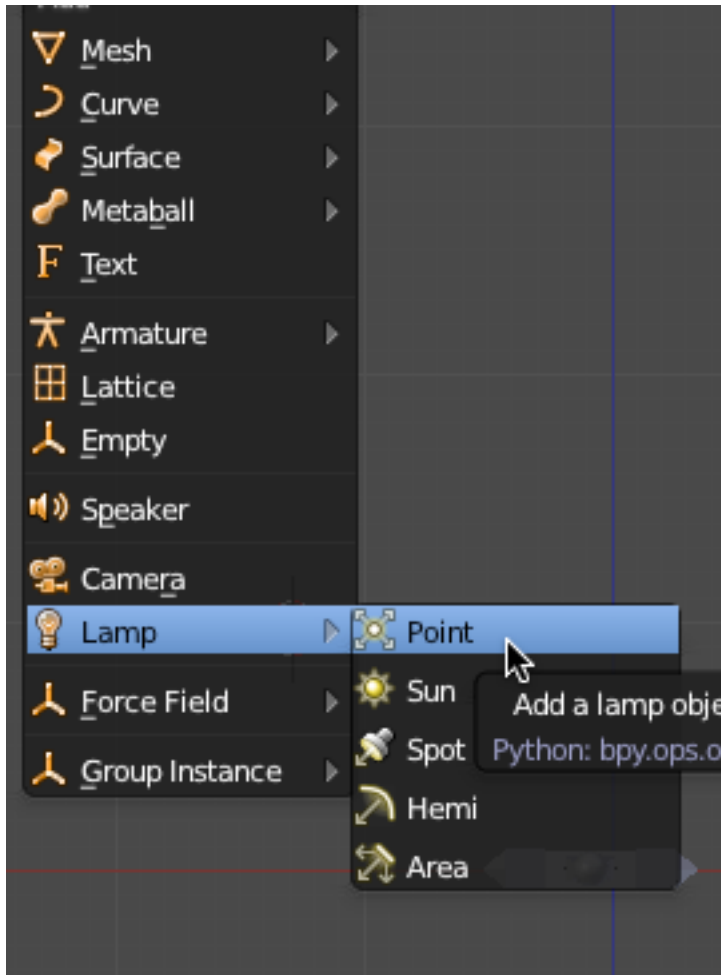 Add
Mesh
Curve
Surface
Metaball
Text
Armature
Lattice
Empty
Speaker
Camera
Lamp
Force Field
Group Instance
Point
Sun
Spot
Hemi
Area
Add a lamp obje
Python: bpy.ops.o